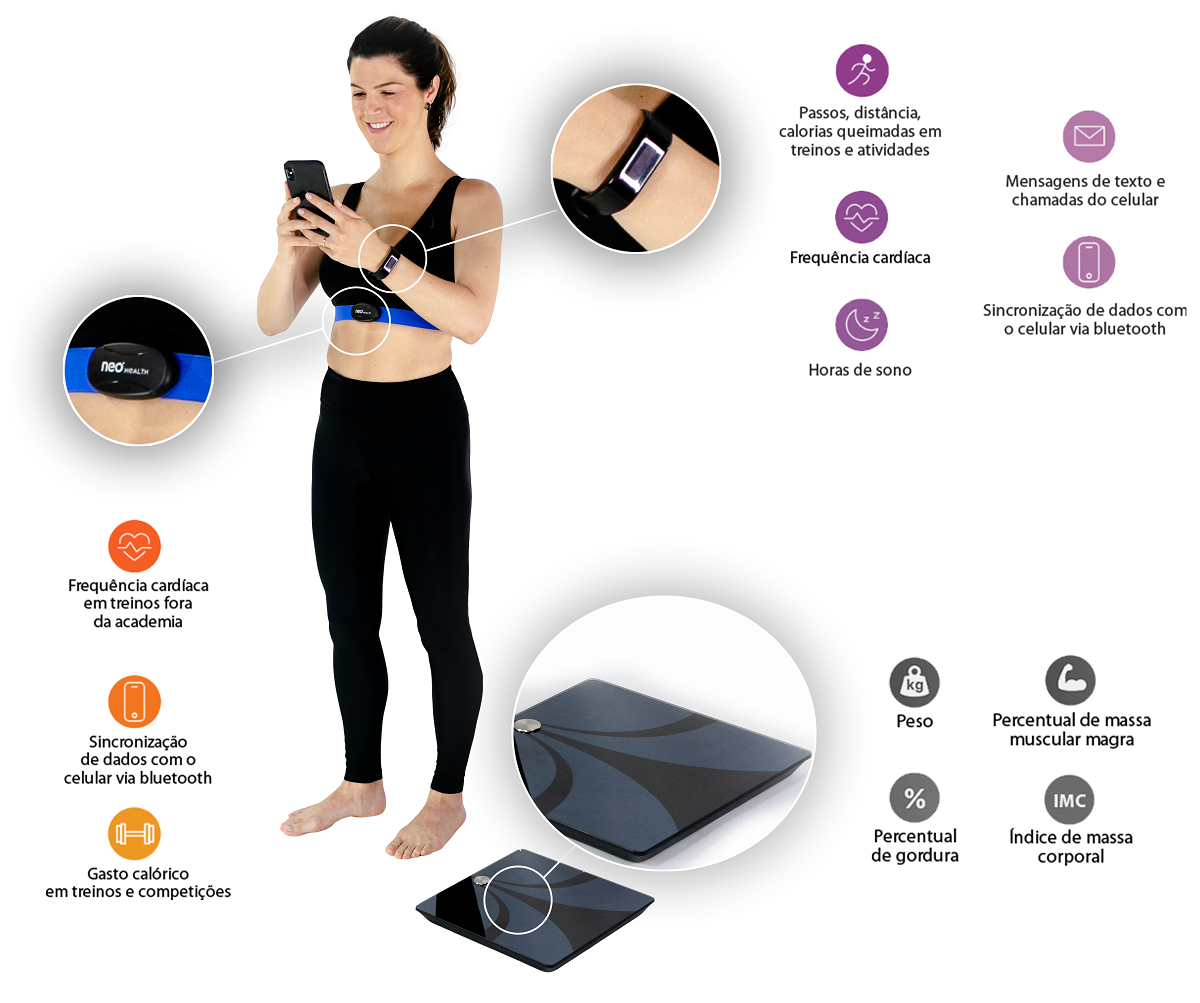 Passos, distância,
calorias queimadas em
treinos e atividades
Mensagens de texto e
chamadas do celular
Frequência cardíaca
Sincronização de dados com
o celular via bluetooth
Horas de sono
neo HEALTH
neo
Frequência cardíaca
em treinos fora
da academia
Sincronização
de dados com o
celular via bluetooth
Gasto calórico
em treinos e competições
kg
Peso
Percentual de massa
muscular magra
%
Percentual
de gordura
IMC
Índice de massa
corporal